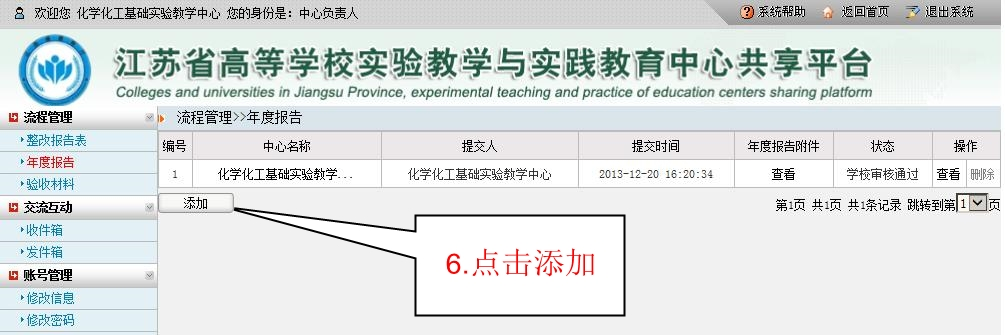 欢迎您 化学化工基础实验教学中心 您的身份是：中心负责人
系统帮助 返回首页 退出系统
江苏省高等学校实验教学与实践教育中心共享平台
Colleges and universities in Jiangsu Province, experimental teaching and practice of education centers sharing platform
流程管理
整改报告表
年度报告
验收材料
交流互动
收件箱
发件箱
账号管理
修改信息
修改密码
流程管理>>年度报告
编号 中心名称 提交人 提交时间 年度报告附件 状态 操作
1 化学化工基础实验教学... 化学化工基础实验教学中心 2013-12-20 16:20:34 查看 学校审核通过 查看 删除
添加
第1页 共1页 共1条记录 跳转到第 1 页
6.点击添加